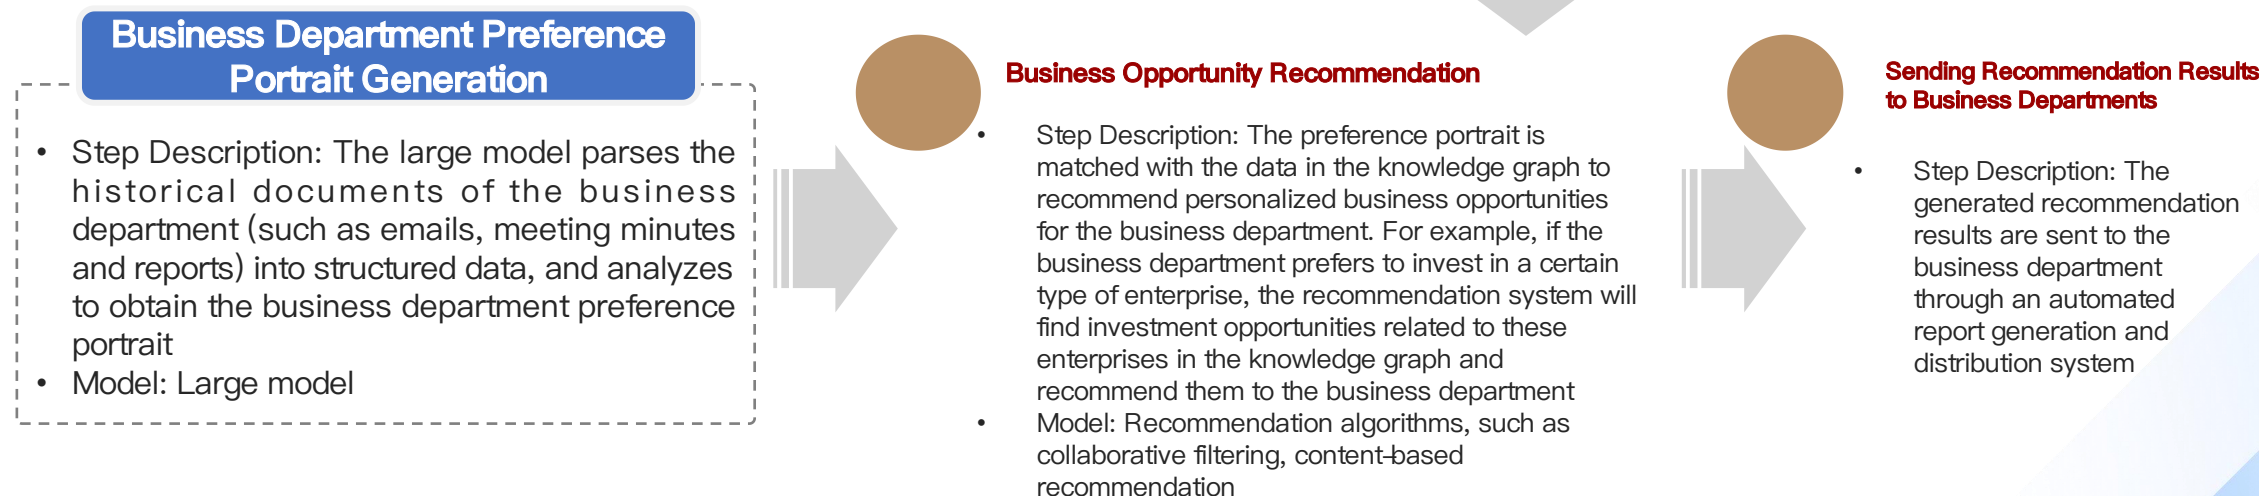 Business Department Preference
Portrait Generation
• Step Description: The large model parses the
historical documents of the business
department (such as emails, meeting minutes
and reports) into structured data, and analyzes
to obtain the business department preference
portrait
• Model: Large model
Business Opportunity Recommendation
• Step Description: The preference portrait is
matched with the data in the knowledge graph to
recommend personalized business opportunities
for the business department. For example, if the
business department prefers to invest in a certain
type of enterprise, the recommendation system will
find investment opportunities related to these
enterprises in the knowledge graph and
recommend them to the business department
• Model: Recommendation algorithms, such as
collaborative filtering, content-based
recommendation
Sending Recommendation Results
to Business Departments
• Step Description: The
generated recommendation
results are sent to the
business department
through an automated
report generation and
distribution system